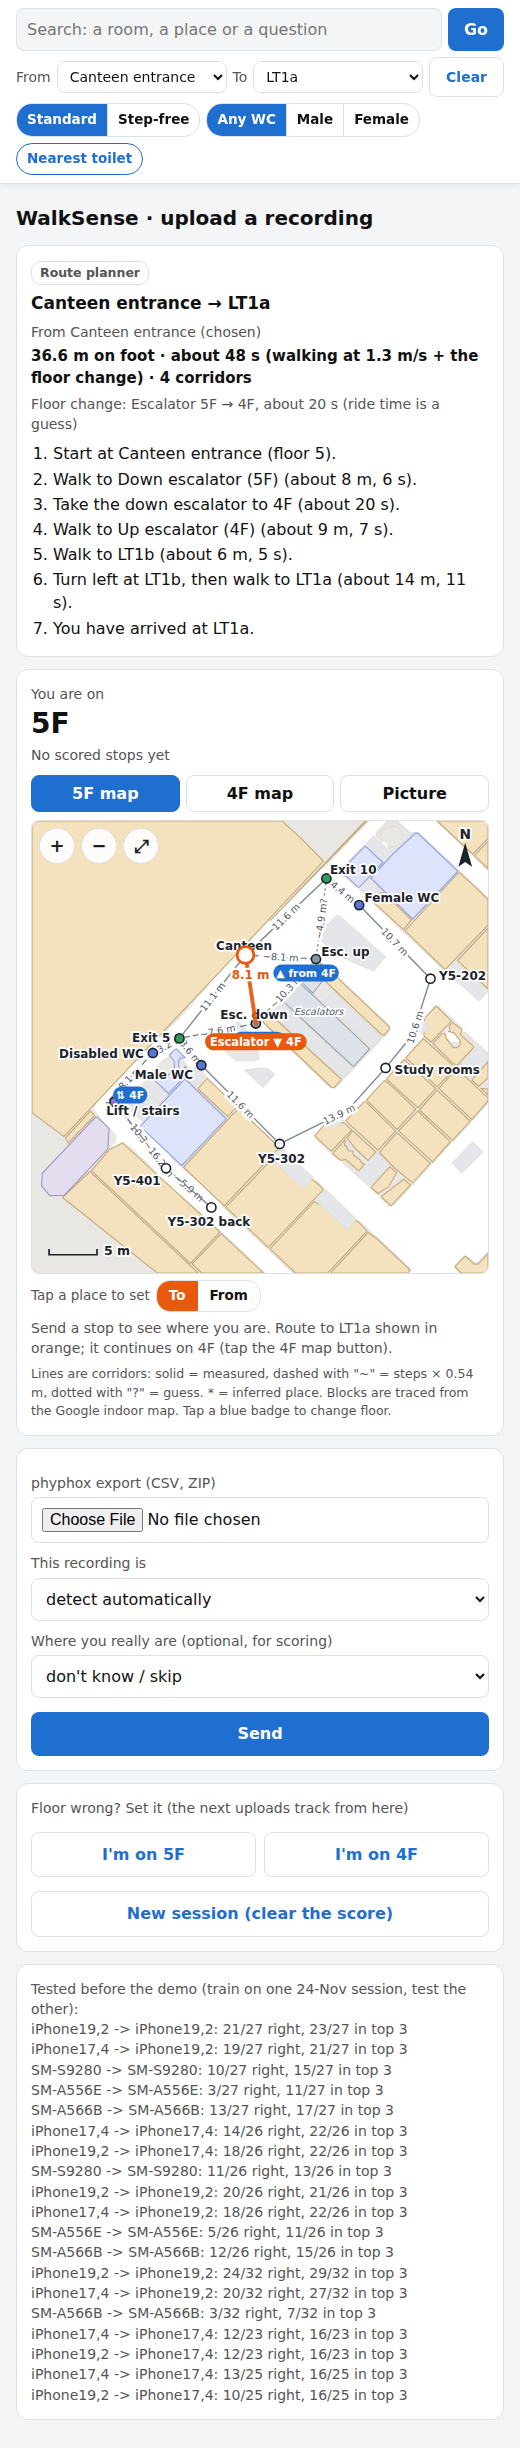 Search: a room, a place or a question
Go
From Canteen entrance To LT1a Clear
Standard Step-free Any WC Male Female
Nearest toilet
WalkSense · upload a recording
Route planner
Canteen entrance → LT1a
From Canteen entrance (chosen)
36.6 m on foot · about 48 s (walking at 1.3 m/s + the
floor change) · 4 corridors
Floor change: Escalator 5F → 4F, about 20 s (ride time is a
guess)
1. Start at Canteen entrance (floor 5).
2. Walk to Down escalator (5F) (about 8 m, 6 s).
3. Take the down escalator to 4F (about 20 s).
4. Walk to Up escalator (4F) (about 9 m, 7 s).
5. Walk to LT1b (about 6 m, 5 s).
6. Turn left at LT1b, then walk to LT1a (about 14 m, 11
s).
7. You have arrived at LT1a.
You are on
5F
No scored stops yet
5F map 4F map Picture
+ − ⤢
N
Exit 10
4.4 m
Female WC
11.6 m
~4.9 m?
10.7 m
Canteen
~8.1 m
Esc. up
8.1 m
▲ from 4F
Y5-202
11.1 m
~10.3
Esc. down
Escalators
10.6 m
Exit 5
~7.6 m
Escalator ▼ 4F
Disabled WC
Male WC
Study rooms
⇅ 4F
Lift / stairs
11.6 m
13.9 m
Y5-302
Y5-401
~5.9 m
Y5-302 back
5 m
Tap a place to set To From
Send a stop to see where you are. Route to LT1a shown in
orange; it continues on 4F (tap the 4F map button).
Lines are corridors: solid = measured, dashed with "~" = steps × 0.54
m, dotted with "?" = guess. * = inferred place. Blocks are traced from
the Google indoor map. Tap a blue badge to change floor.
phyphox export (CSV, ZIP)
Choose File No file chosen
This recording is
detect automatically
Where you really are (optional, for scoring)
don't know / skip
Send
Floor wrong? Set it (the next uploads track from here)
I'm on 5F I'm on 4F
New session (clear the score)
Tested before the demo (train on one 24-Nov session, test the
other):
iPhone19,2 -> iPhone19,2: 21/27 right, 23/27 in top 3
iPhone17,4 -> iPhone19,2: 19/27 right, 21/27 in top 3
SM-S9280 -> SM-S9280: 10/27 right, 15/27 in top 3
SM-A556E -> SM-A556E: 3/27 right, 11/27 in top 3
SM-A566B -> SM-A566B: 13/27 right, 17/27 in top 3
iPhone17,4 -> iPhone17,4: 14/26 right, 22/26 in top 3
iPhone19,2 -> iPhone17,4: 18/26 right, 22/26 in top 3
SM-S9280 -> SM-S9280: 11/26 right, 13/26 in top 3
iPhone19,2 -> iPhone19,2: 20/26 right, 21/26 in top 3
iPhone17,4 -> iPhone19,2: 18/26 right, 22/26 in top 3
SM-A556E -> SM-A556E: 5/26 right, 11/26 in top 3
SM-A566B -> SM-A566B: 12/26 right, 15/26 in top 3
iPhone19,2 -> iPhone19,2: 24/32 right, 29/32 in top 3
iPhone17,4 -> iPhone19,2: 20/32 right, 27/32 in top 3
SM-A566B -> SM-A566B: 3/32 right, 7/32 in top 3
iPhone17,4 -> iPhone17,4: 12/23 right, 16/23 in top 3
iPhone19,2 -> iPhone17,4: 12/23 right, 16/23 in top 3
iPhone17,4 -> iPhone17,4: 13/25 right, 16/25 in top 3
iPhone19,2 -> iPhone17,4: 10/25 right, 16/25 in top 3